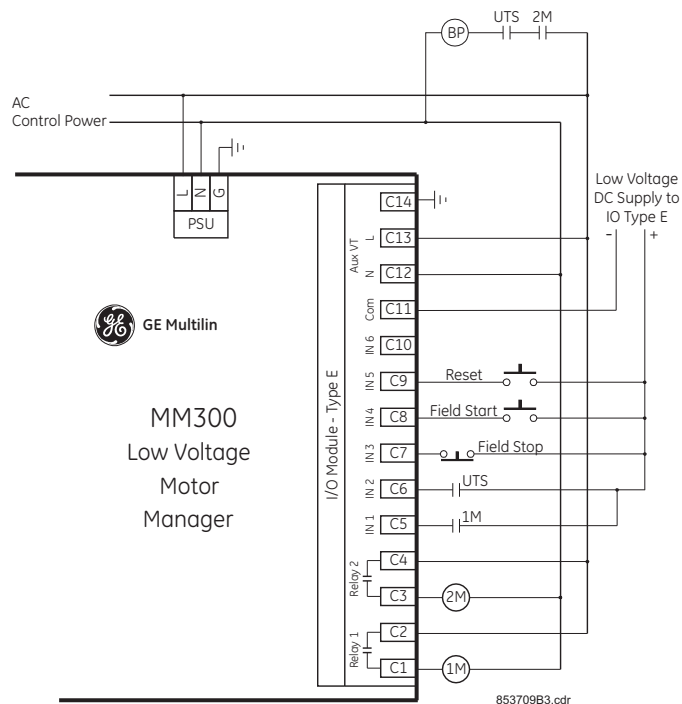 UTS 2M
BP
AC
Control Power
L
N
G
PSU
Low Voltage
DC Supply to
IO Type E
- +
C14
Aux VT
L C13
N C12
Com C11
IN 6 C10
IN 5 C9 Reset
IN 4 C8 Field Start
IN 3 C7 Field Stop
IN 2 C6 UTS
IN 1 C5 1M
Relay 2
C4
C3 2M
Relay 1
C2
C1 1M
I/O Module - Type E
GE
GE Multilin
MM300
Low Voltage
Motor
Manager
853709B3.cdr